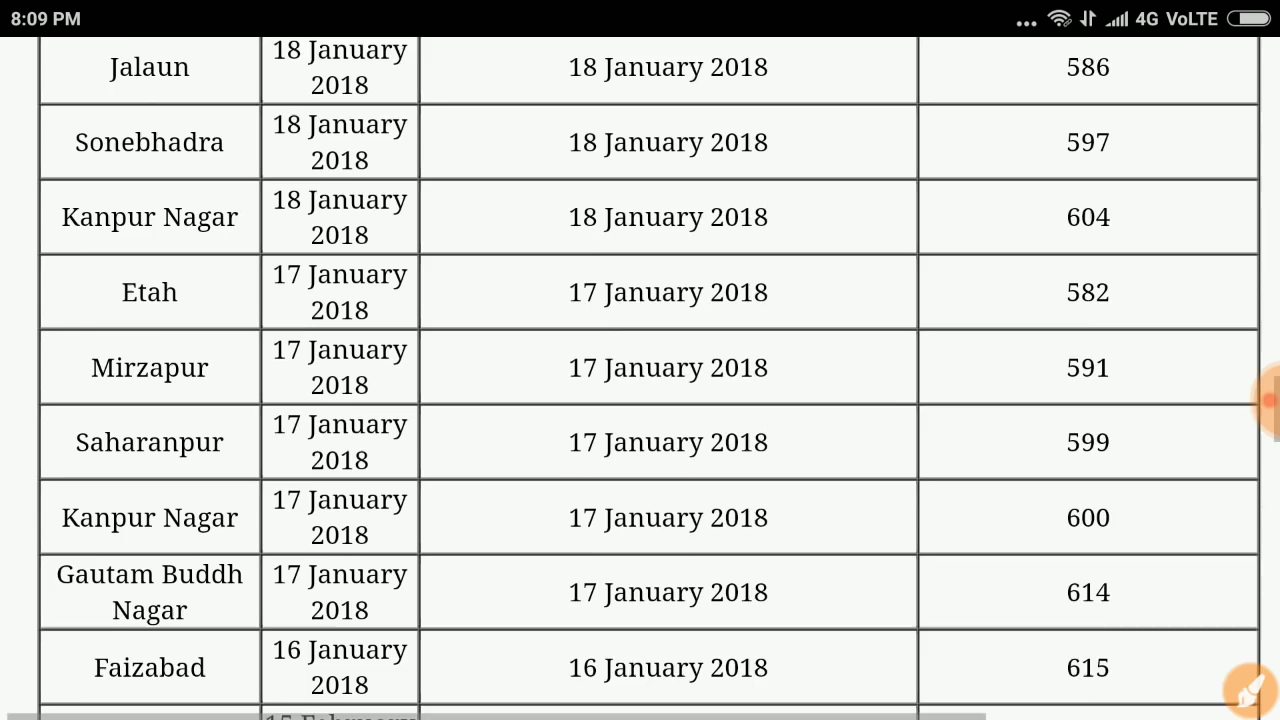 8:09 PM ... 4G VoLTE
Jalaun 18 January 2018 18 January 2018 586
Sonebhadra 18 January 2018 18 January 2018 597
Kanpur Nagar 18 January 2018 18 January 2018 604
Etah 17 January 2018 17 January 2018 582
Mirzapur 17 January 2018 17 January 2018 591
Saharanpur 17 January 2018 17 January 2018 599
Kanpur Nagar 17 January 2018 17 January 2018 600
Gautam Buddh Nagar 17 January 2018 17 January 2018 614
Faizabad 16 January 2018 16 January 2018 615
15 February